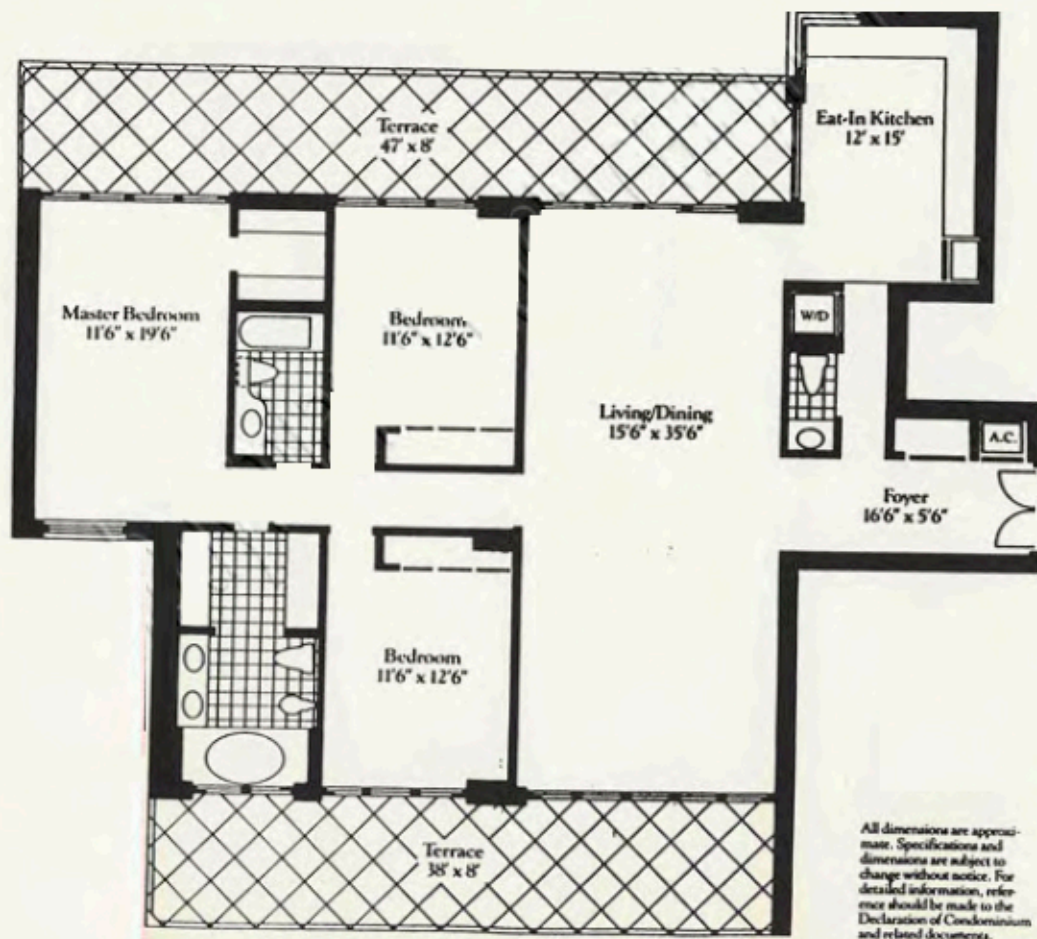 Terrace
47' x 8'
Eat-In Kitchen
12' x 15'
Master Bedroom
11'6" x 19'6"
Bedroom
11'6" x 12'6"
W/D
Living/Dining
15'6" x 35'6"
A.C.
Foyer
16'6" x 5'6"
Bedroom
11'6" x 12'6"
Terrace
38' x 8'
All dimensions are approxi-
mate. Specifications and
dimensions are subject to
change without notice. For
detailed information, refer-
ence should be made to the
Declaration of Condominium
and related documents.